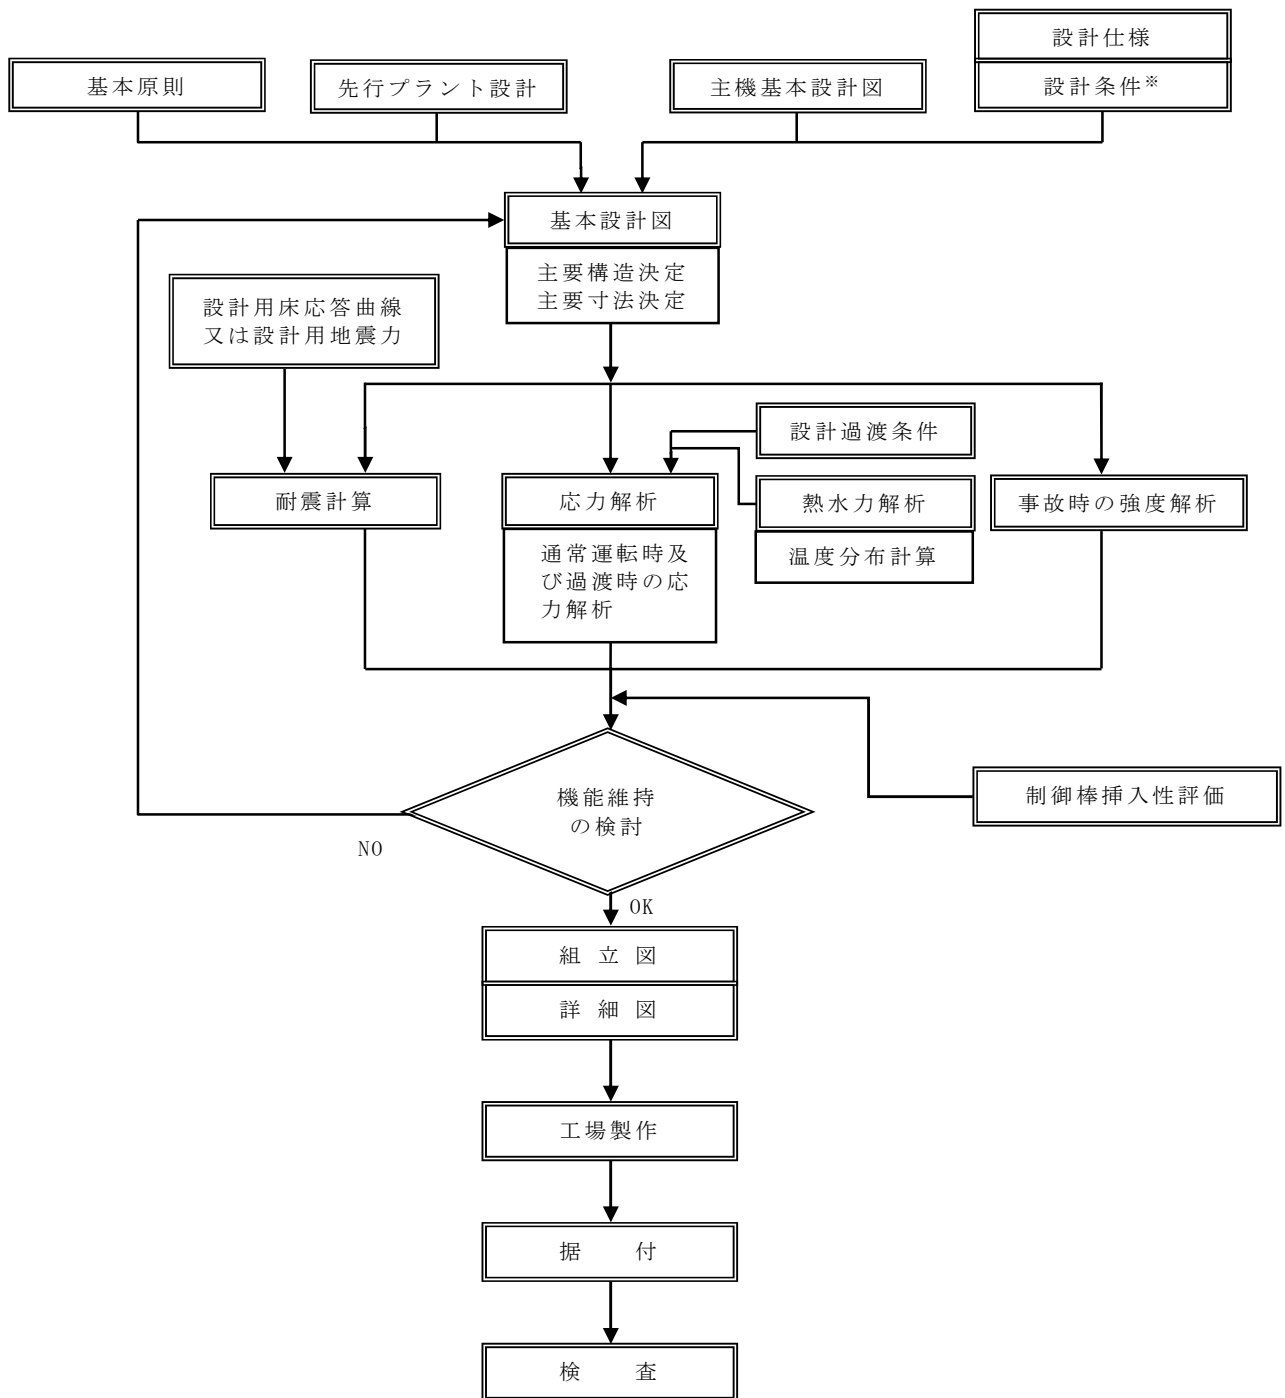 設計仕様
基本原則
先行プラント設計
主機基本設計図
設計条件※
基本設計図
主要構造決定
主要寸法決定
設計用床応答曲線
又は設計用地震力
設計過渡条件
耐震計算
応力解析
熱水力解析
事故時の強度解析
通常運転時及
び過渡時の応
力解析
温度分布計算
機能維持
の検討
制御棒挿入性評価
NO
OK
組立図
詳細図
工場製作
据付
検査